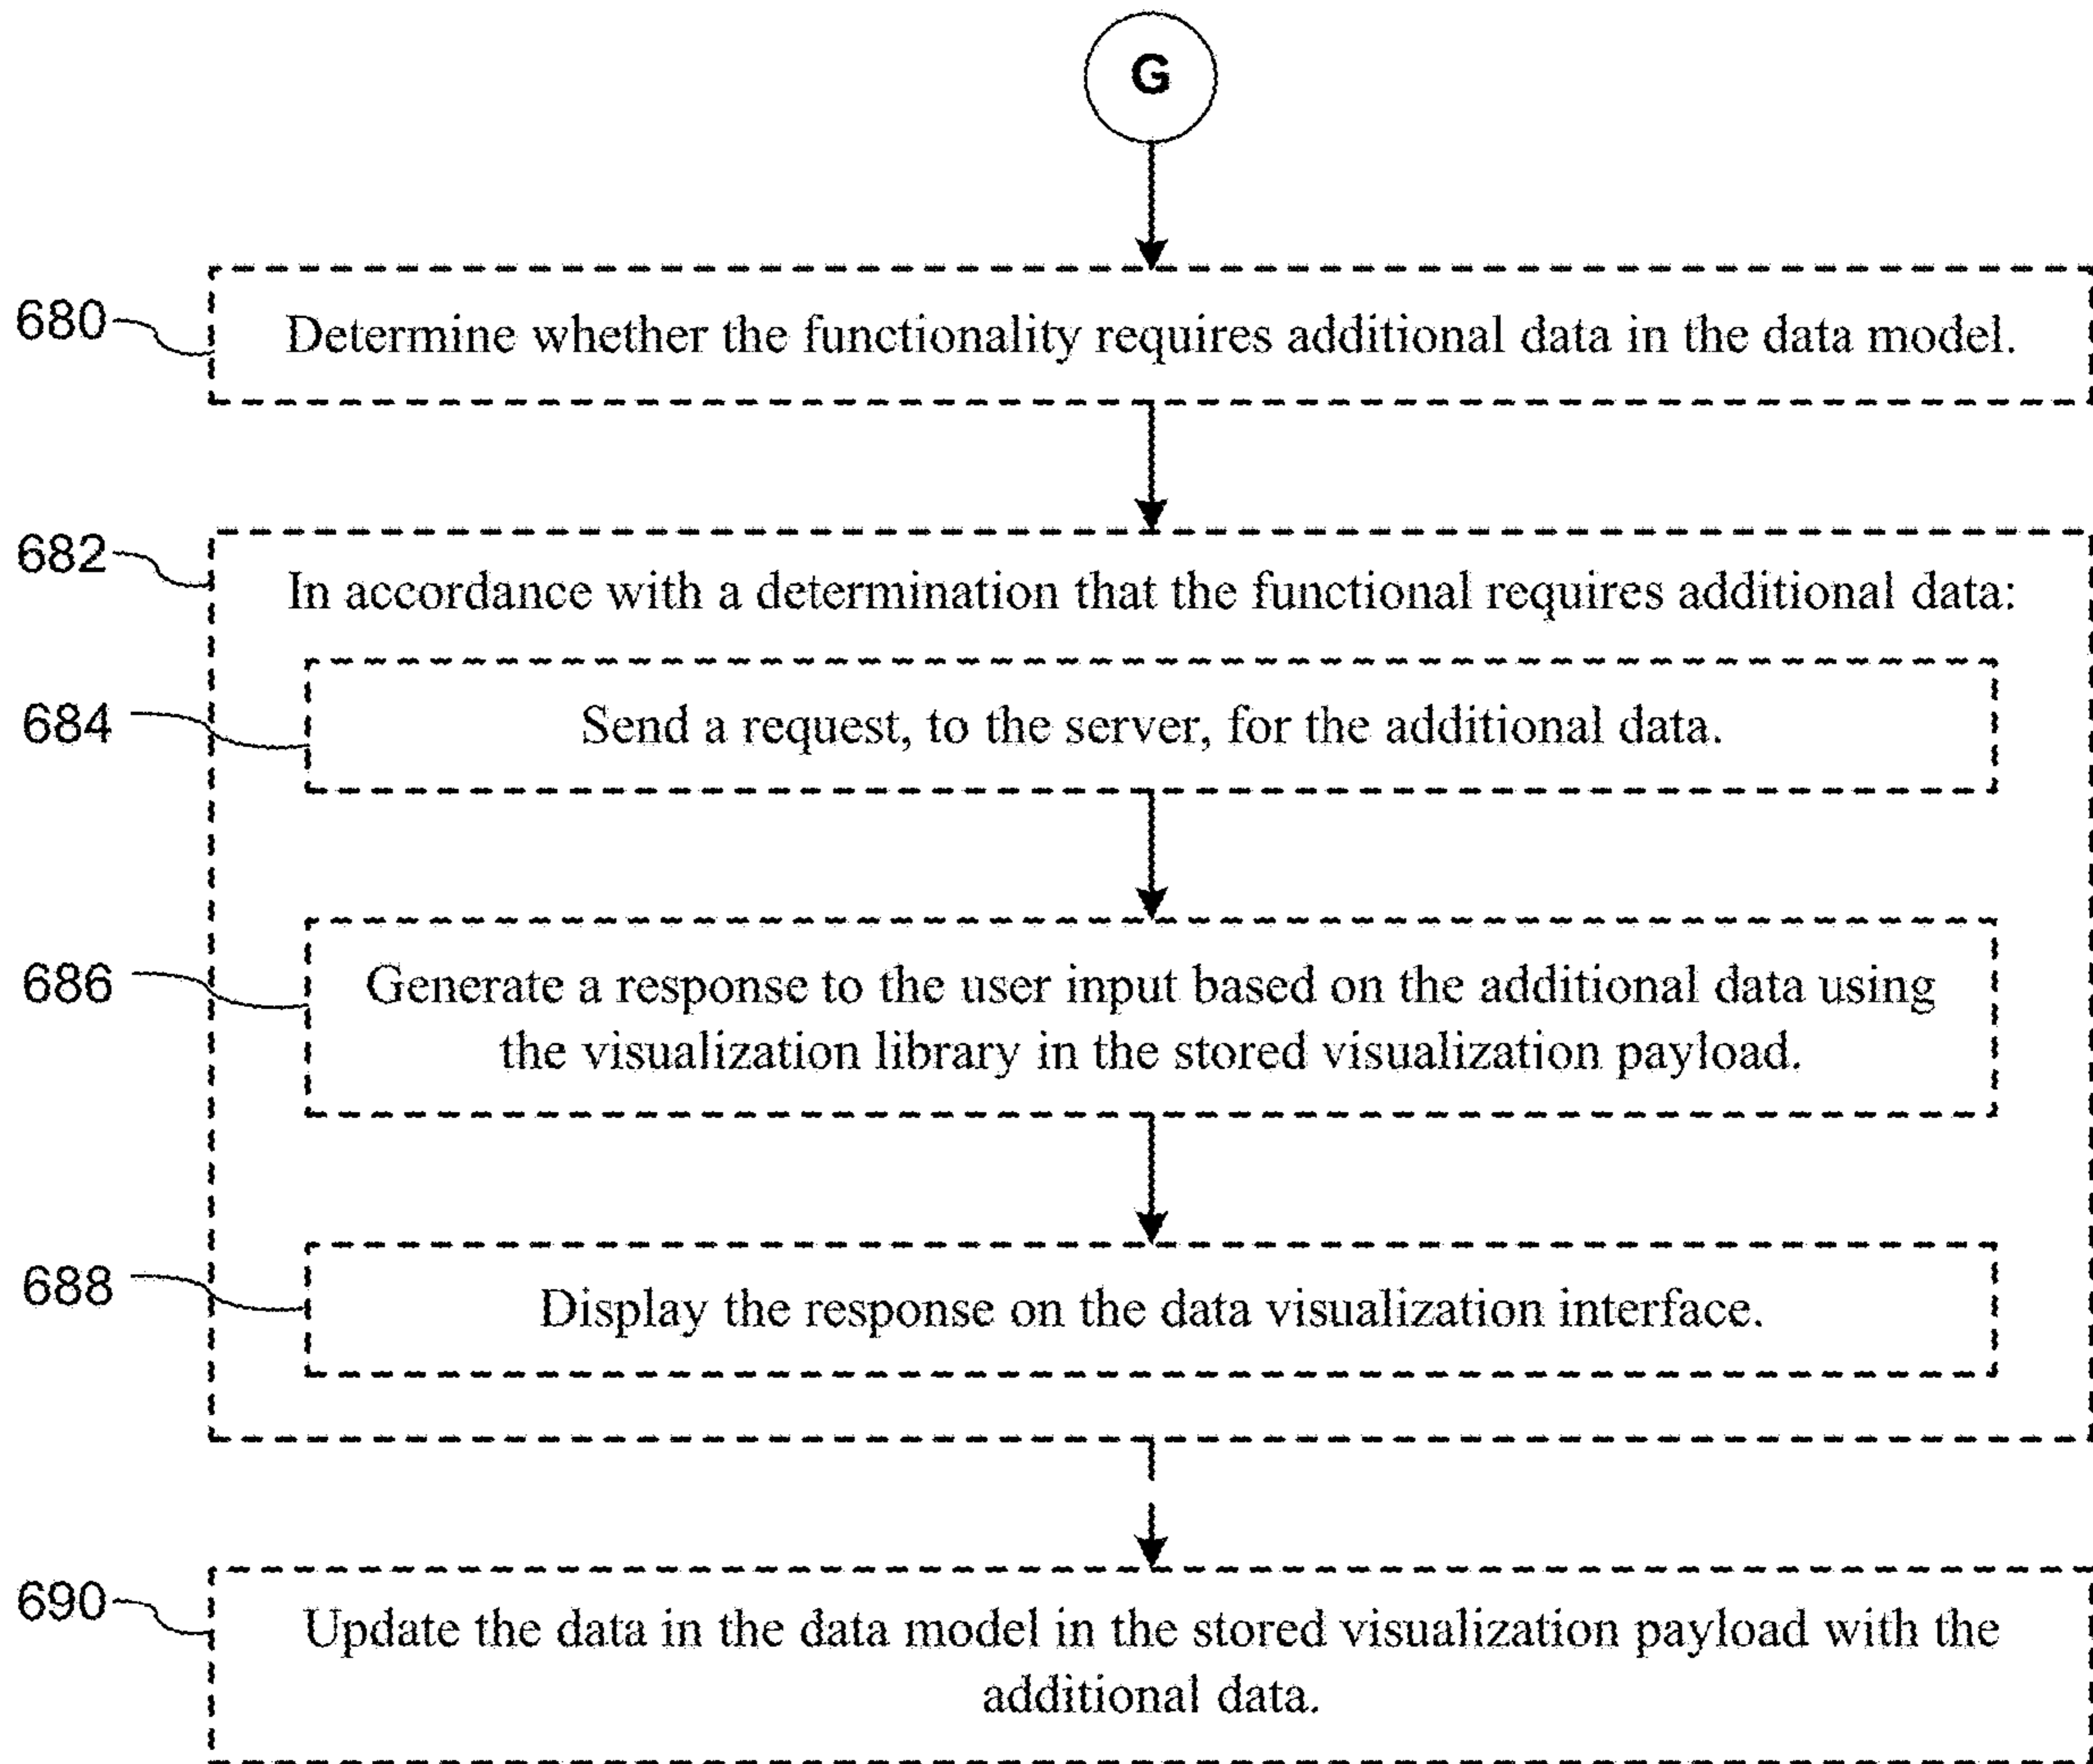 G
680
Determine whether the functionality requires additional data in the data model.
682
In accordance with a determination that the functional requires additional data:
684
Send a request, to the server, for the additional data.
686
Generate a response to the user input based on the additional data using
the visualization library in the stored visualization payload.
688
Display the response on the data visualization interface.
690
Update the data in the data model in the stored visualization payload with the
additional data.